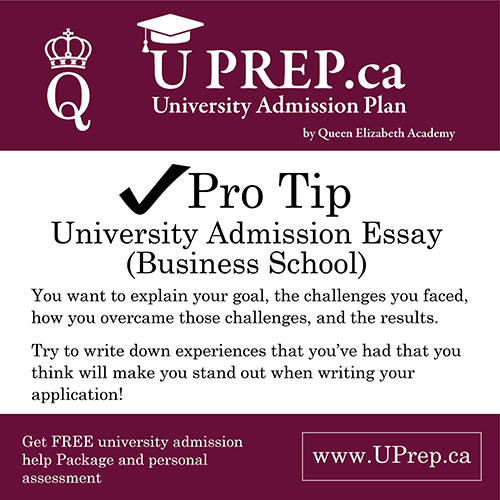 Q
U PREP.ca
University Admission Plan
by Queen Elizabeth Academy
Pro Tip
University Admission Essay
(Business School)
You want to explain your goal, the challenges you faced,
how you overcame those challenges, and the results.
Try to write down experiences that you’ve had that you
think will make you stand out when writing your
application!
Get FREE university admission
help Package and personal
assessment
www.UPrep.ca